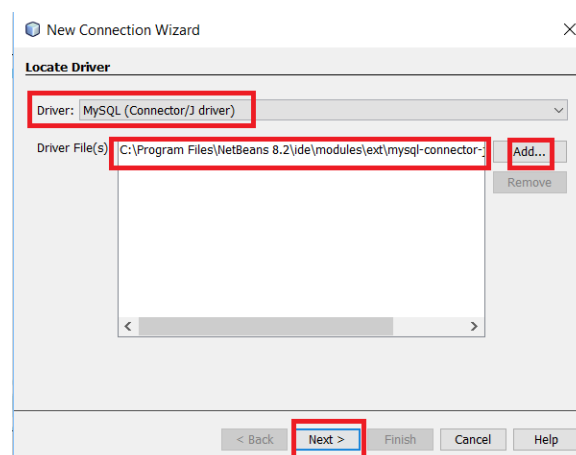 New Connection Wizard
Locate Driver
Driver: MySQL (Connector/J driver)
Driver File(s) C:\Program Files\NetBeans 8.2\ide\modules\ext\mysql-connector-j Add...
Remove
< Back Next > Finish Cancel Help